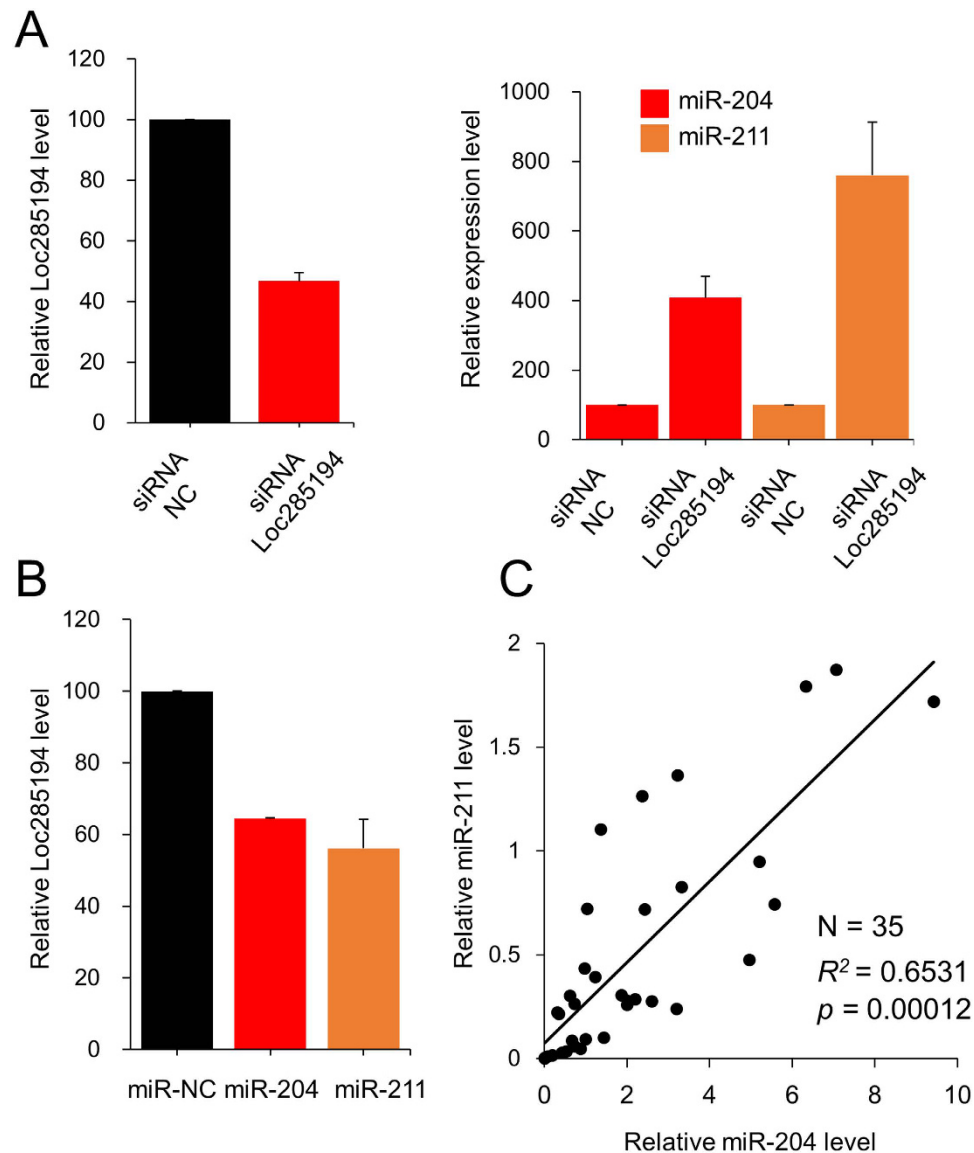 A
Relative Loc285194 level
120
100
80
60
40
20
0
siRNA
NC
siRNA
Loc285194
Relative expression level
1000
800
600
400
200
0
miR-204
miR-211
siRNA
NC
siRNA
Loc285194
siRNA
NC
siRNA
Loc285194
B
Relative Loc285194 level
120
100
80
60
40
20
0
miR-NC
miR-204
miR-211
C
Relative miR-211 level
2
1.5
1
0.5
0
N = 35
R² = 0.6531
p = 0.00012
0
2
4
6
8
10
Relative miR-204 level